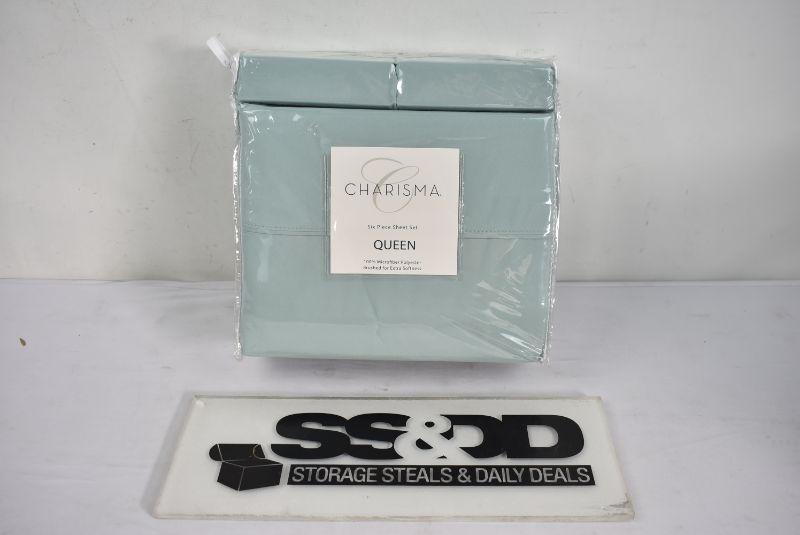 CHARISMA
Six Piece Sheet Set
QUEEN
100% Microfiber Polyester
Brushed for Extra Softness
SS&DD
STORAGE STEALS & DAILY DEALS